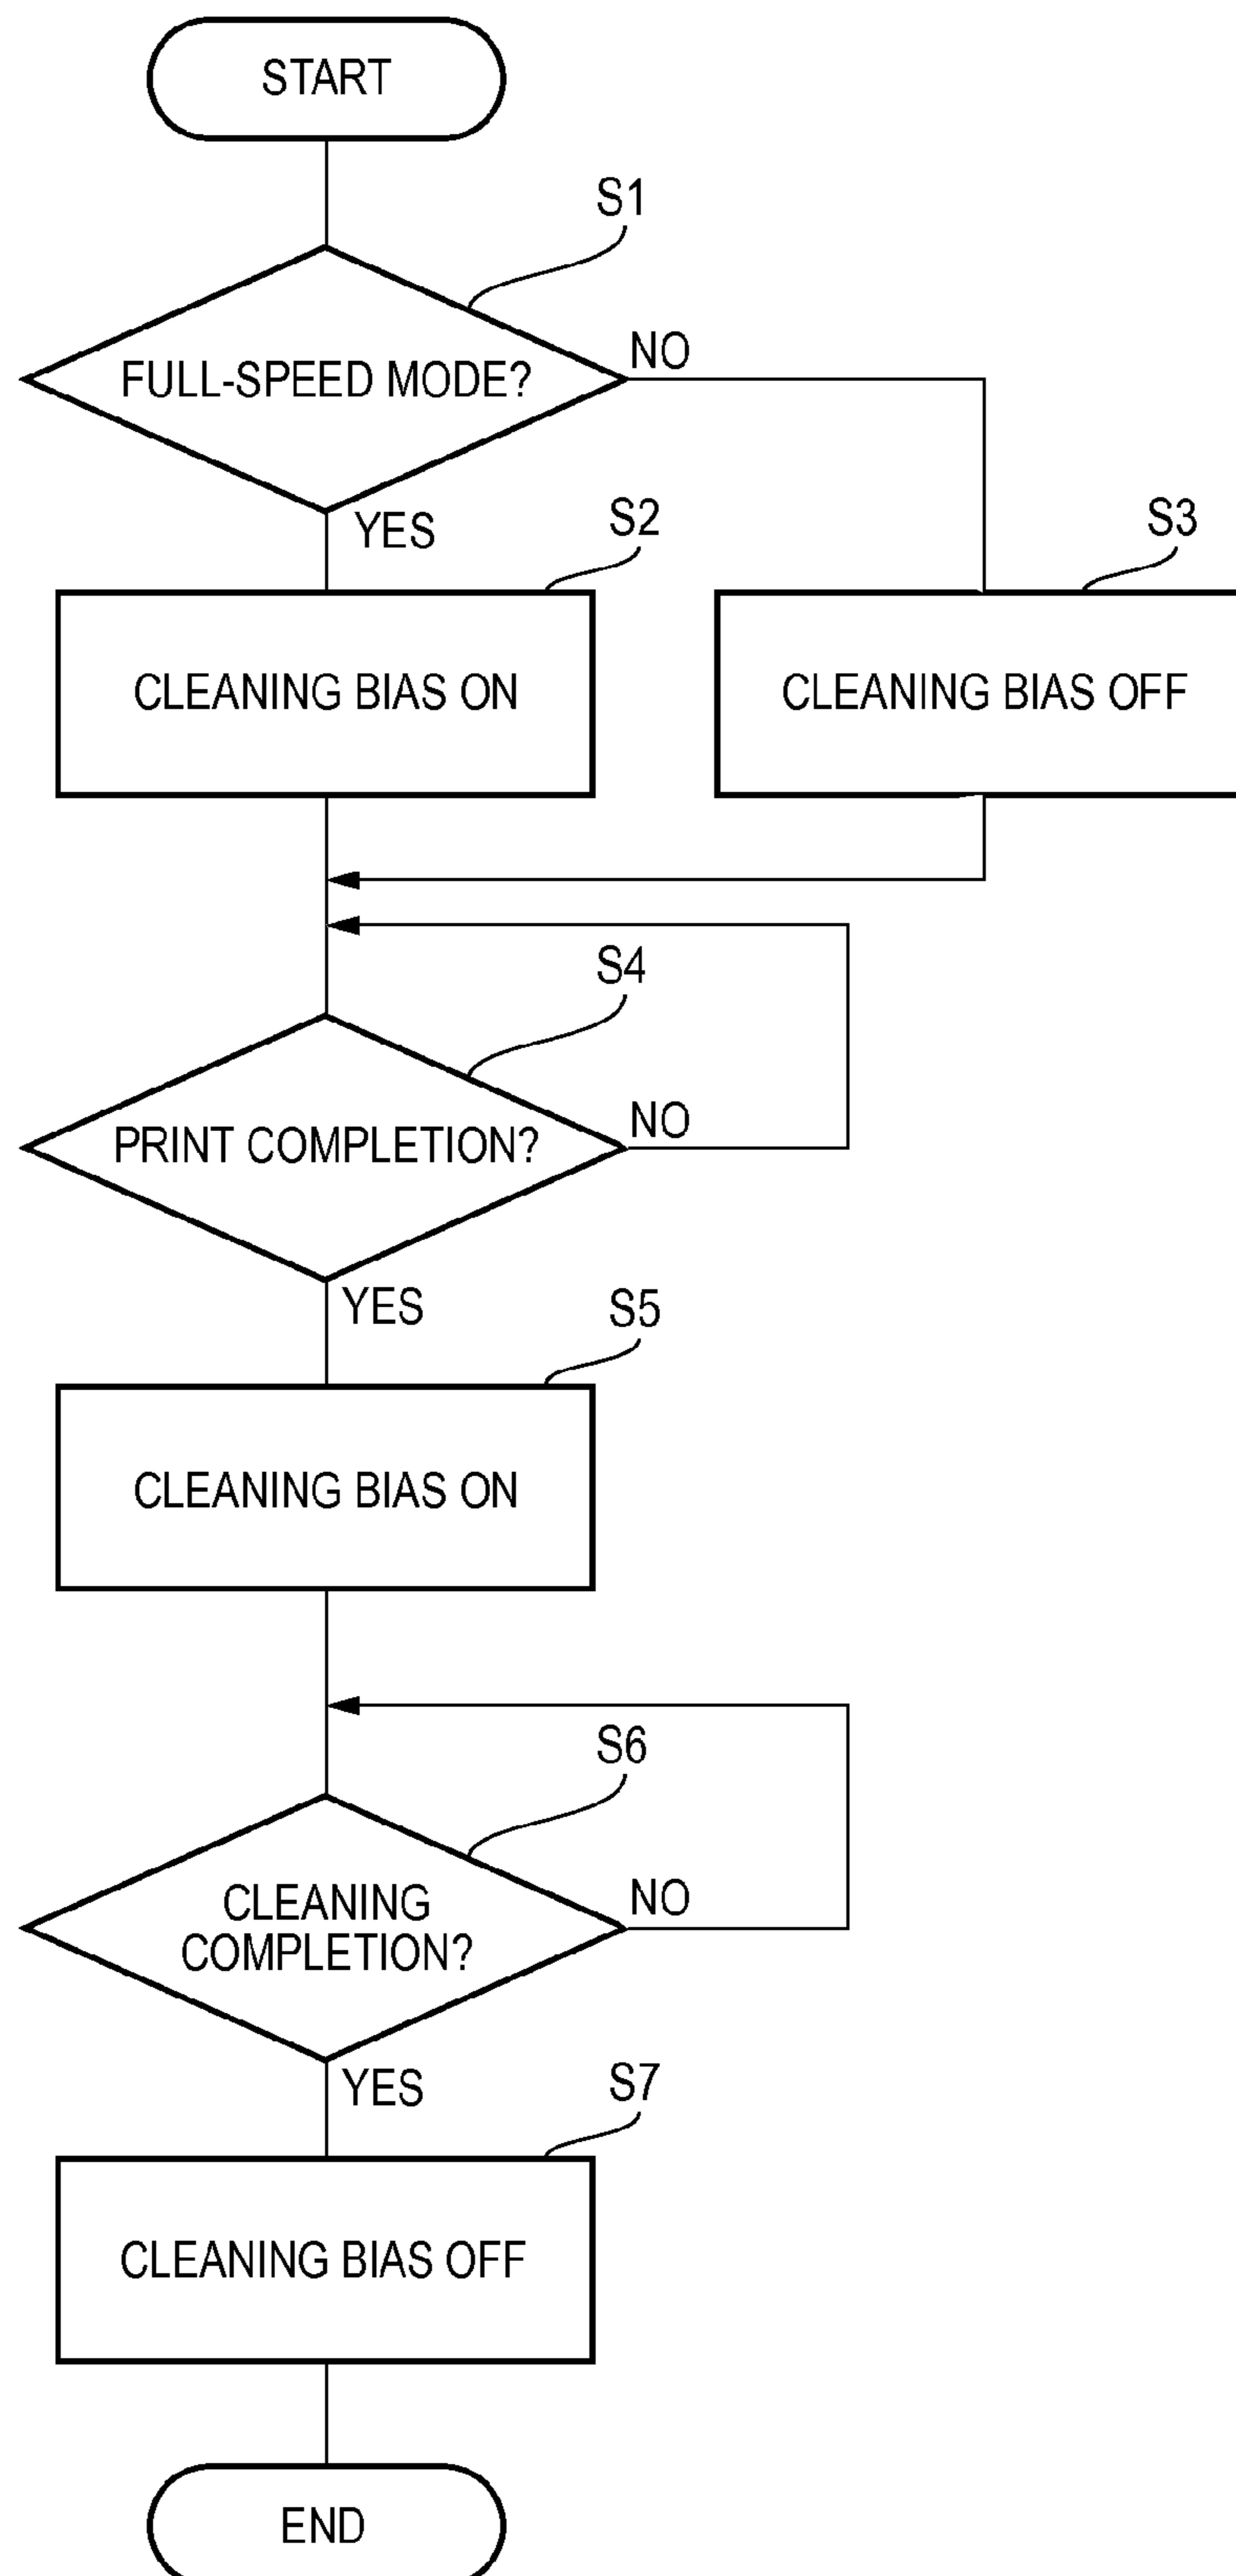 START
S1
FULL-SPEED MODE?
NO
YES
S2
S3
CLEANING BIAS ON
CLEANING BIAS OFF
S4
PRINT COMPLETION?
NO
YES
S5
CLEANING BIAS ON
S6
CLEANING
COMPLETION?
NO
YES
S7
CLEANING BIAS OFF
END